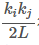 k_i k_j / 2L ;